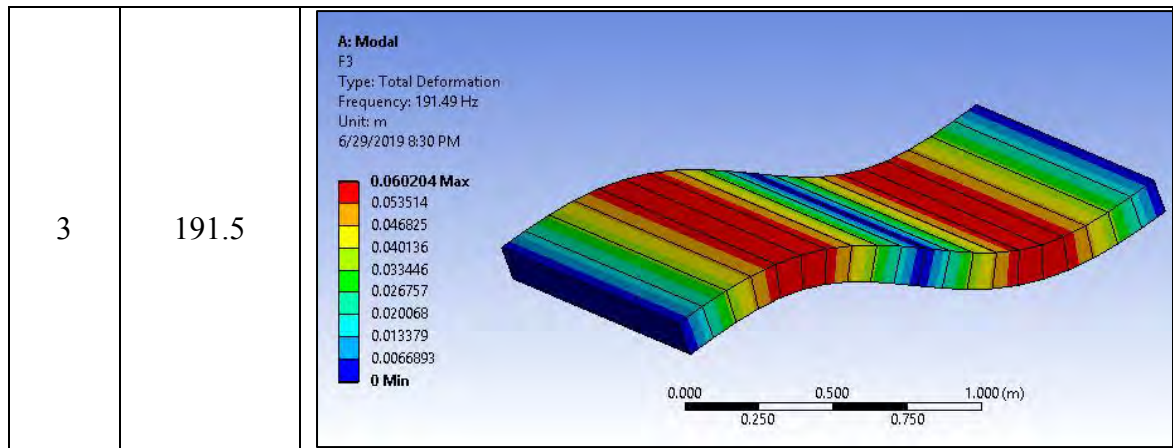 3
191.5
A: Modal
F3
Type: Total Deformation
Frequency: 191.49 Hz
Unit: m
6/29/2019 8:30 PM
0.060204 Max
0.053514
0.046825
0.040136
0.033446
0.026757
0.020068
0.013379
0.0066893
0 Min
0.000 0.500 1.000 (m)
0.250 0.750